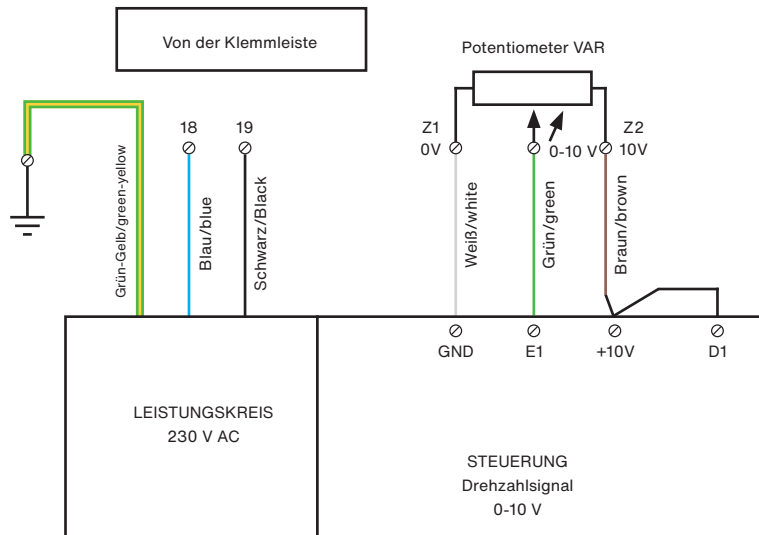 Von der Klemmleiste
Potentiometer VAR
18
19
Z1
0V
0-10 V
Z2
10V
Grün-Gelb/green-yellow
Blau/blue
Schwarz/Black
Weiß/white
Grün/green
Braun/brown
GND
E1
+10V
D1
LEISTUNGSKREIS
230 V AC
STEUERUNG
Drehzahlsignal
0-10 V